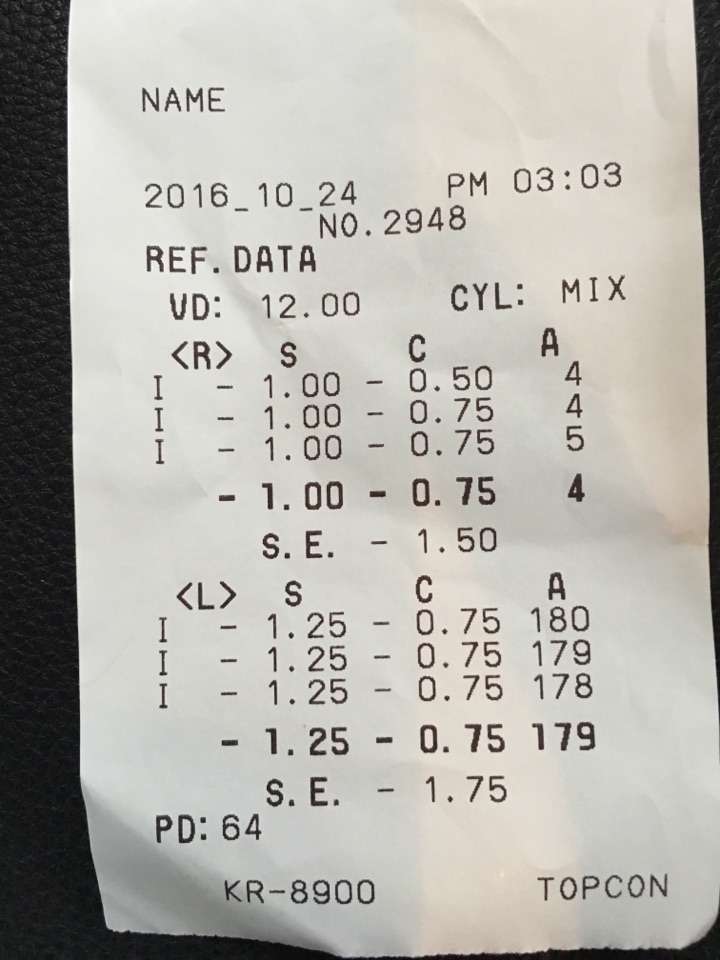 NAME
2016_10_24 PM 03:03
NO.2948
REF. DATA
VD: 12.00 CYL: MIX
<R> S C A
I - 1.00 - 0.50 4
I - 1.00 - 0.75 4
I - 1.00 - 0.75 5
- 1.00 - 0.75 4
S.E. - 1.50
<L> S C A
I - 1.25 - 0.75 180
I - 1.25 - 0.75 179
I - 1.25 - 0.75 178
- 1.25 - 0.75 179
S.E. - 1.75
PD: 64
KR-8900 TOPCON